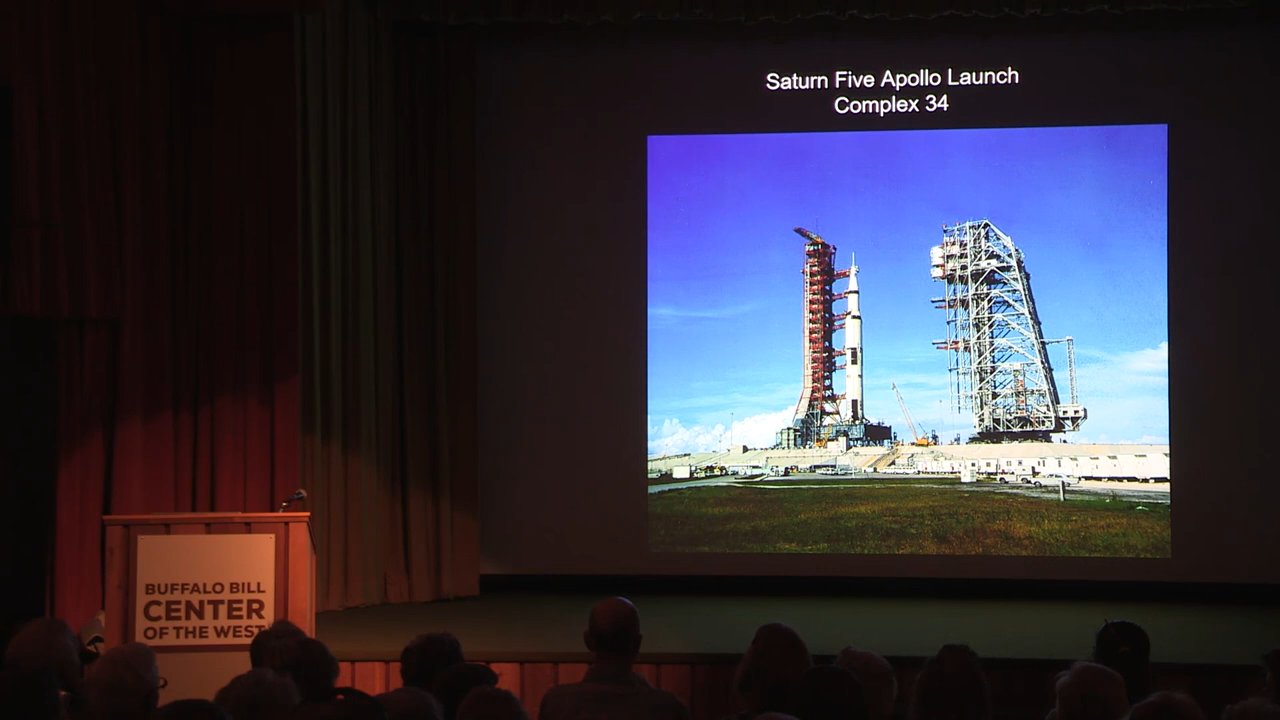 Saturn Five Apollo Launch
Complex 34
BUFFALO BILL
CENTER
OF THE WEST